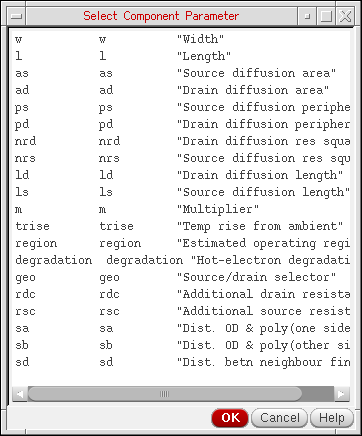 Select Component Parameter
w w "Width"
l l "Length"
as as "Source diffusion area"
ad ad "Drain diffusion area"
ps ps "Source diffusion periphe
pd pd "Drain diffusion peripher
nrd nrd "Drain diffusion res squa
nrs nrs "Source diffusion res squ
ld ld "Drain diffusion length"
ls ls "Source diffusion length"
m m "Multiplier"
trise trise "Temp rise from ambient"
region region "Estimated operating regi
degradation degradation "Hot-electron degradati
geo geo "Source/drain selector"
rdc rdc "Additional drain resista
rsc rsc "Additional source resist
sa sa "Dist. OD & poly(one side
sb sb "Dist. OD & poly(other si
sd sd "Dist. betn neighbour fin
OK Cancel Help